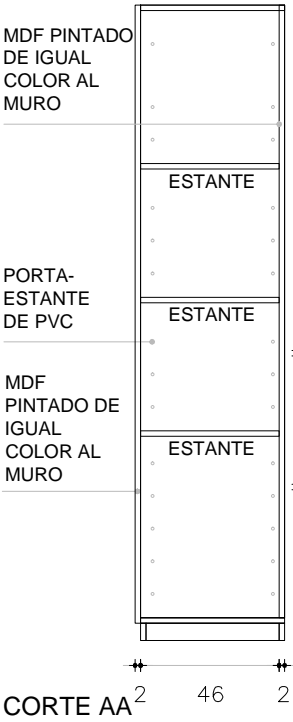 MDF PINTADO
DE IGUAL
COLOR AL
MURO
ESTANTE
PORTA-
ESTANTE
DE PVC
ESTANTE
MDF
PINTADO DE
IGUAL
COLOR AL
MURO
ESTANTE
CORTE AA
2 46 2